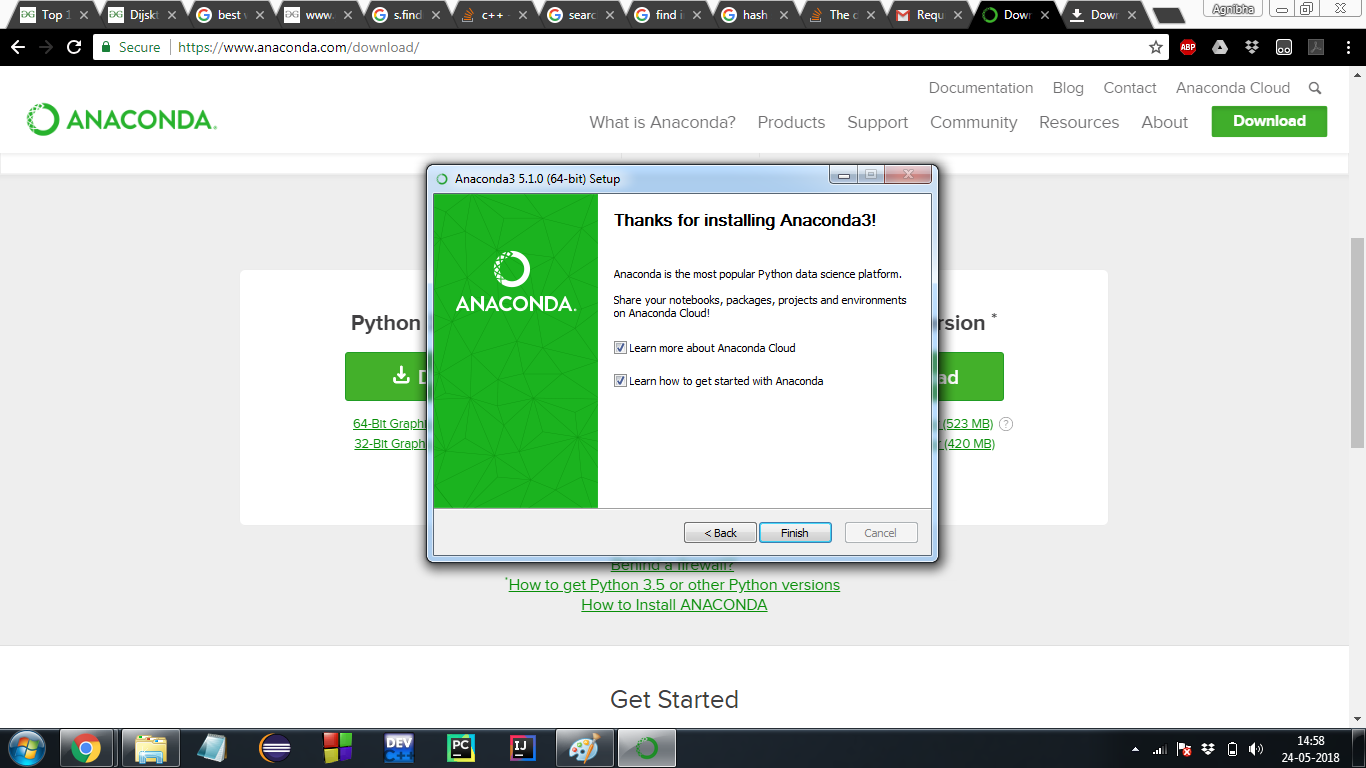 Top 1
Dijskt
best v
www.
s.find
c++ -
searc
find i
hash
The d
Gmail Requ
Dow
Dow
Agnibha
Secure https://www.anaconda.com/download/
ABP
Documentation Blog Contact Anaconda Cloud
ANACONDA.
What is Anaconda? Products Support Community Resources About Download
Anaconda3 5.1.0 (64-bit) Setup
ANACONDA.
Thanks for installing Anaconda3!
Anaconda is the most popular Python data science platform.
Share your notebooks, packages, projects and environments
on Anaconda Cloud!
Learn more about Anaconda Cloud
Learn how to get started with Anaconda
< Back Finish Cancel
Python
rsion *
D
ad
64-Bit Graph
(523 MB) ?
32-Bit Graph
r (420 MB)
Behind a firewall?
*How to get Python 3.5 or other Python versions
How to Install ANACONDA
Get Started
DEV
C++
PC
IJ
14:58
24-05-2018